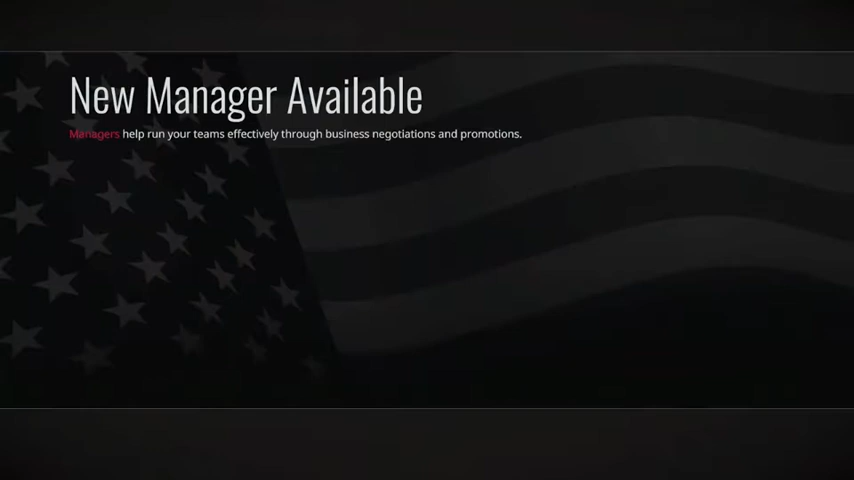 New Manager Available
Managers help run your teams effectively through business negotiations and promotions.